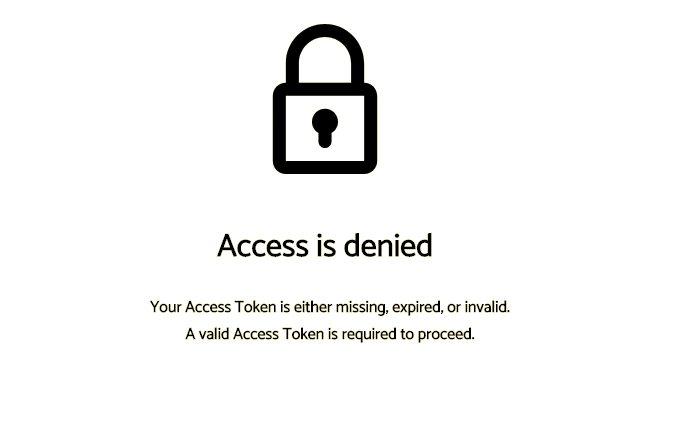 Access is denied
Your Access Token is either missing, expired, or invalid.
A valid Access Token is required to proceed.